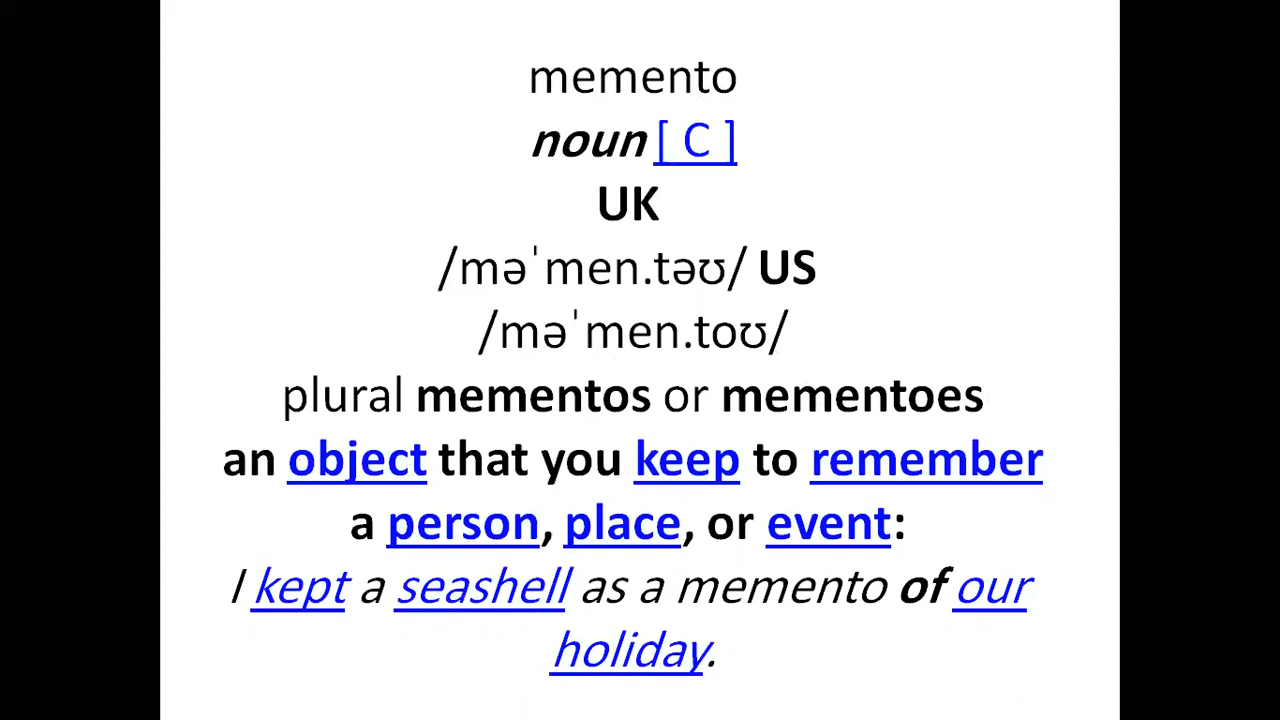 memento
noun [ C ]
UK
/məˈmen.təʊ/ US
/məˈmen.toʊ/
plural mementos or mementoes
an object that you keep to remember
a person, place, or event:
I kept a seashell as a memento of our
holiday.